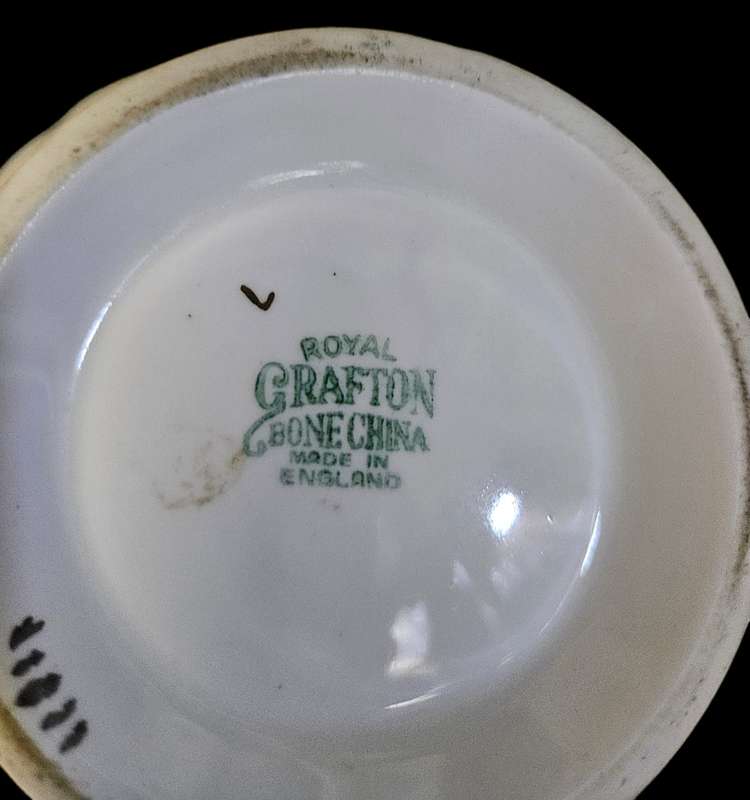 ROYAL
GRAFTON
BONE CHINA
MADE IN
ENGLAND